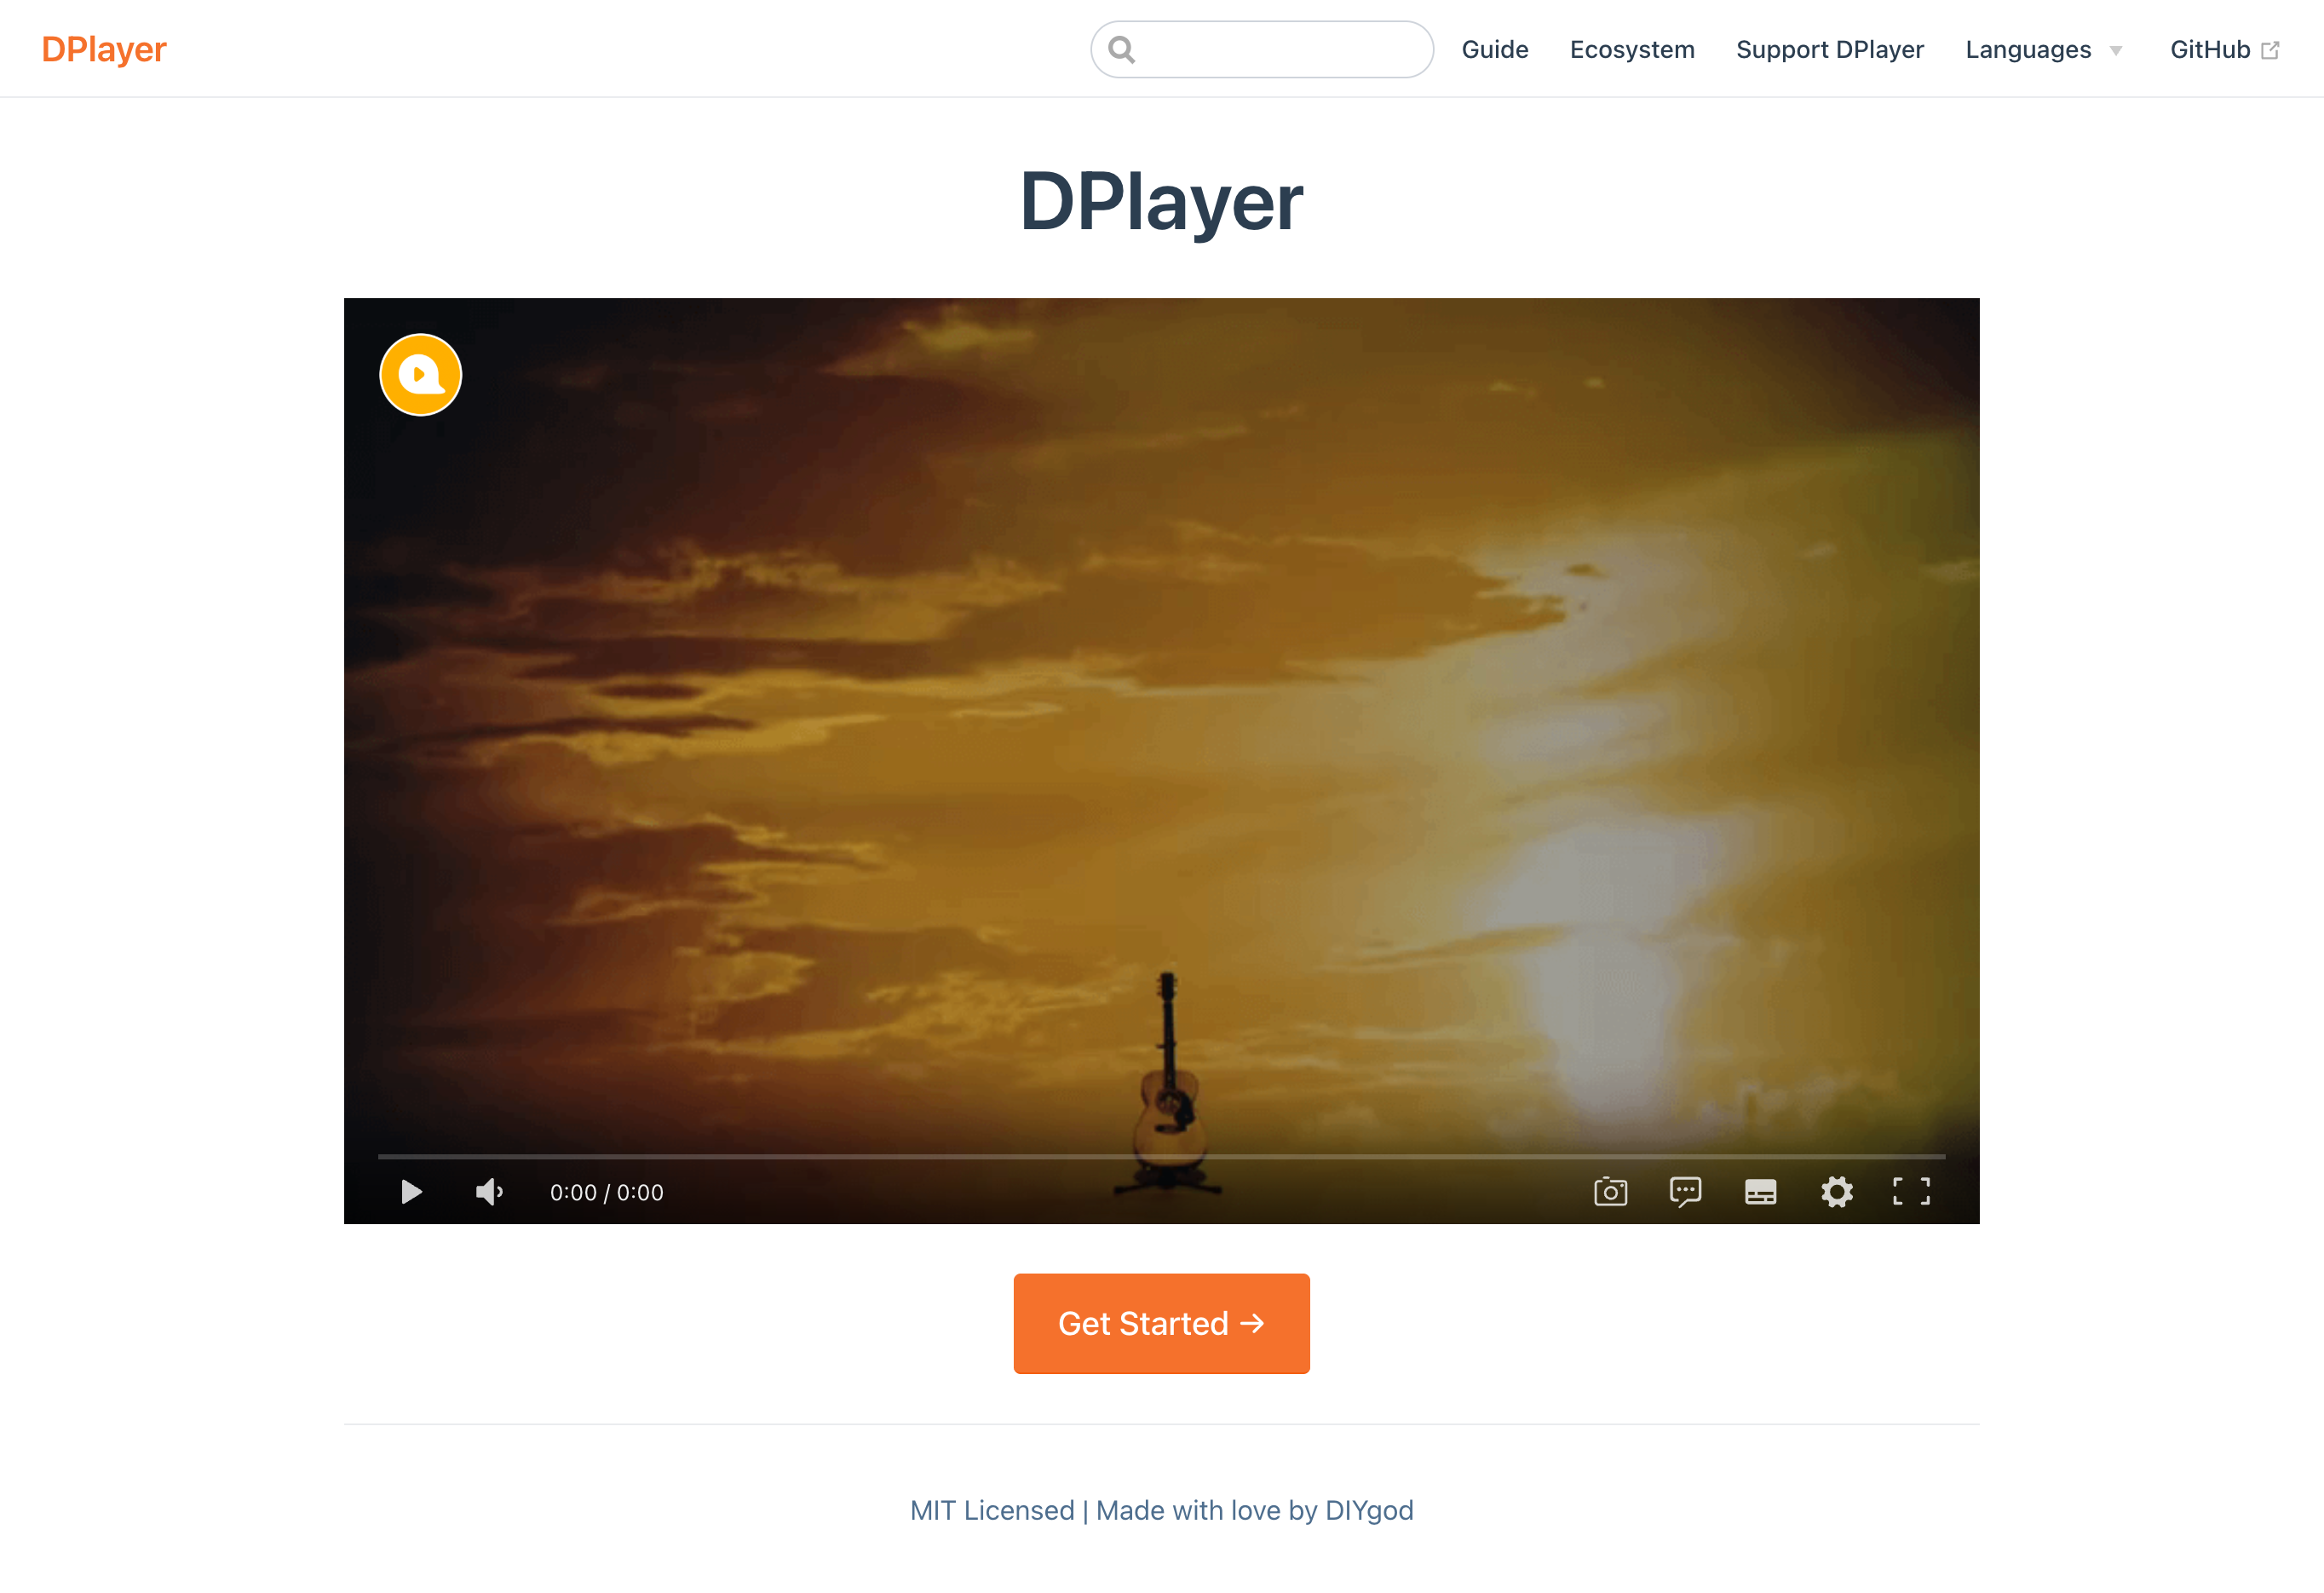 DPlayer
Guide
Ecosystem
Support DPlayer
Languages
GitHub
DPlayer
0:00 / 0:00
Get Started →
MIT Licensed | Made with love by DIYgod